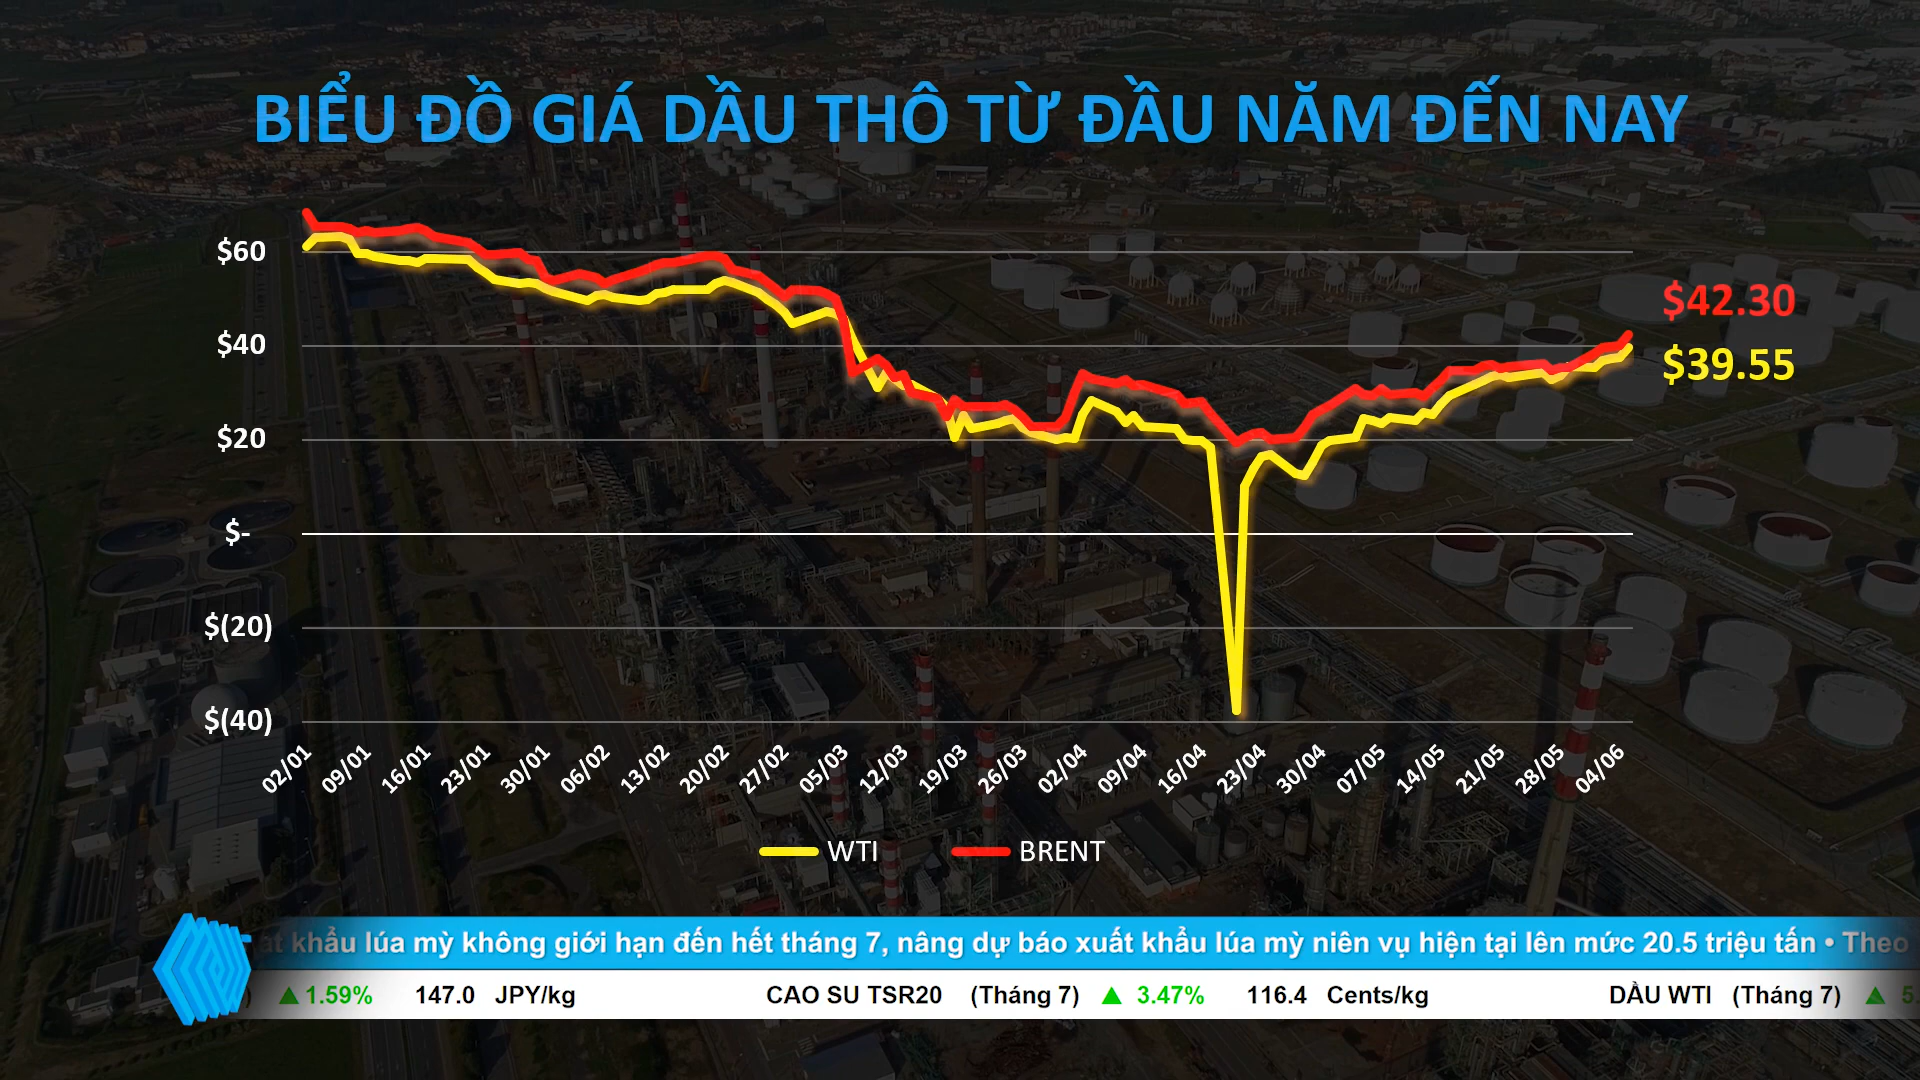 BIỂU ĐỒ GIÁ DẦU THÔ TỪ ĐẦU NĂM ĐẾN NAY
$60
$40
$20
$-
$(20)
$(40)
$42.30
$39.55
02/01 09/01 16/01 23/01 30/01 06/02 13/02 20/02 27/02 05/03 12/03 19/03 26/03 02/04 09/04 16/04 23/04 30/04 07/05 14/05 21/05 28/05 04/06
WTI BRENT
khẩu lúa mỳ không giới hạn đến hết tháng 7, nâng dự báo xuất khẩu lúa mỳ niên vụ hiện tại lên mức 20.5 triệu tấn • Theo
) ▲ 1.59% 147.0 JPY/kg CAO SU TSR20 (Tháng 7) ▲ 3.47% 116.4 Cents/kg DẦU WTI (Tháng 7) ▲ 5.